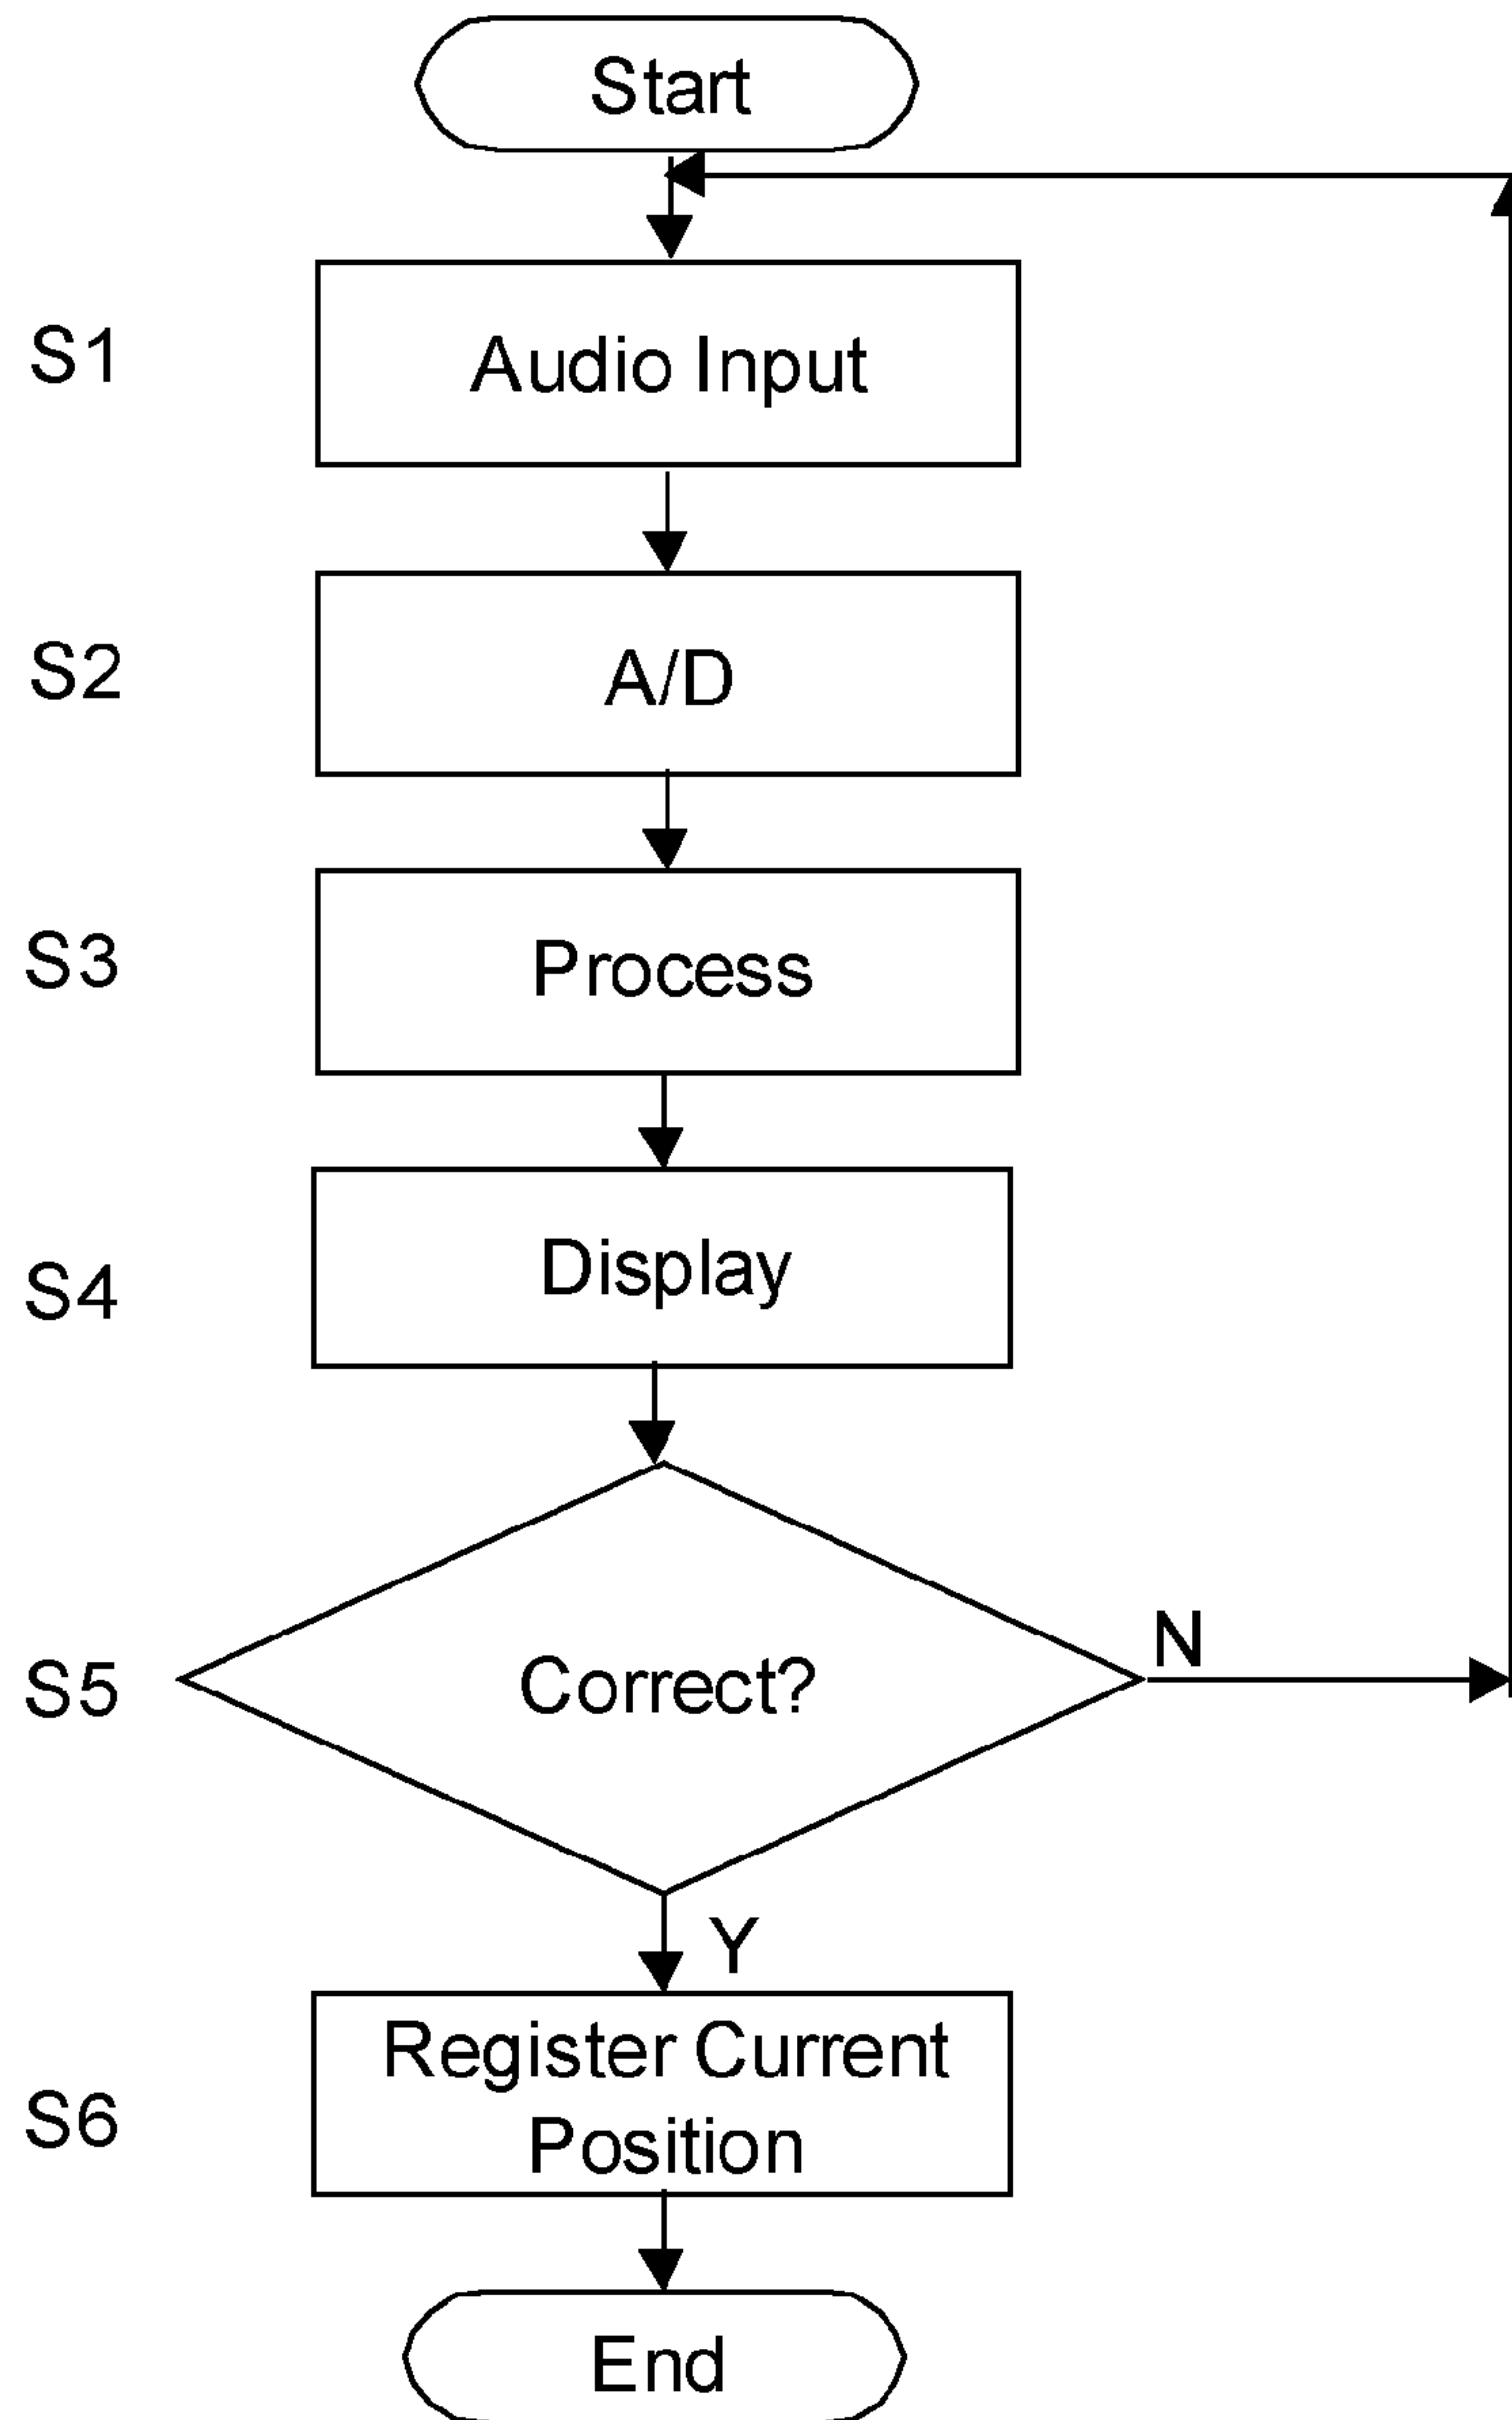 Start
S1
Audio Input
S2
A/D
S3
Process
S4
Display
S5
Correct?
N
Y
S6
Register Current
Position
End